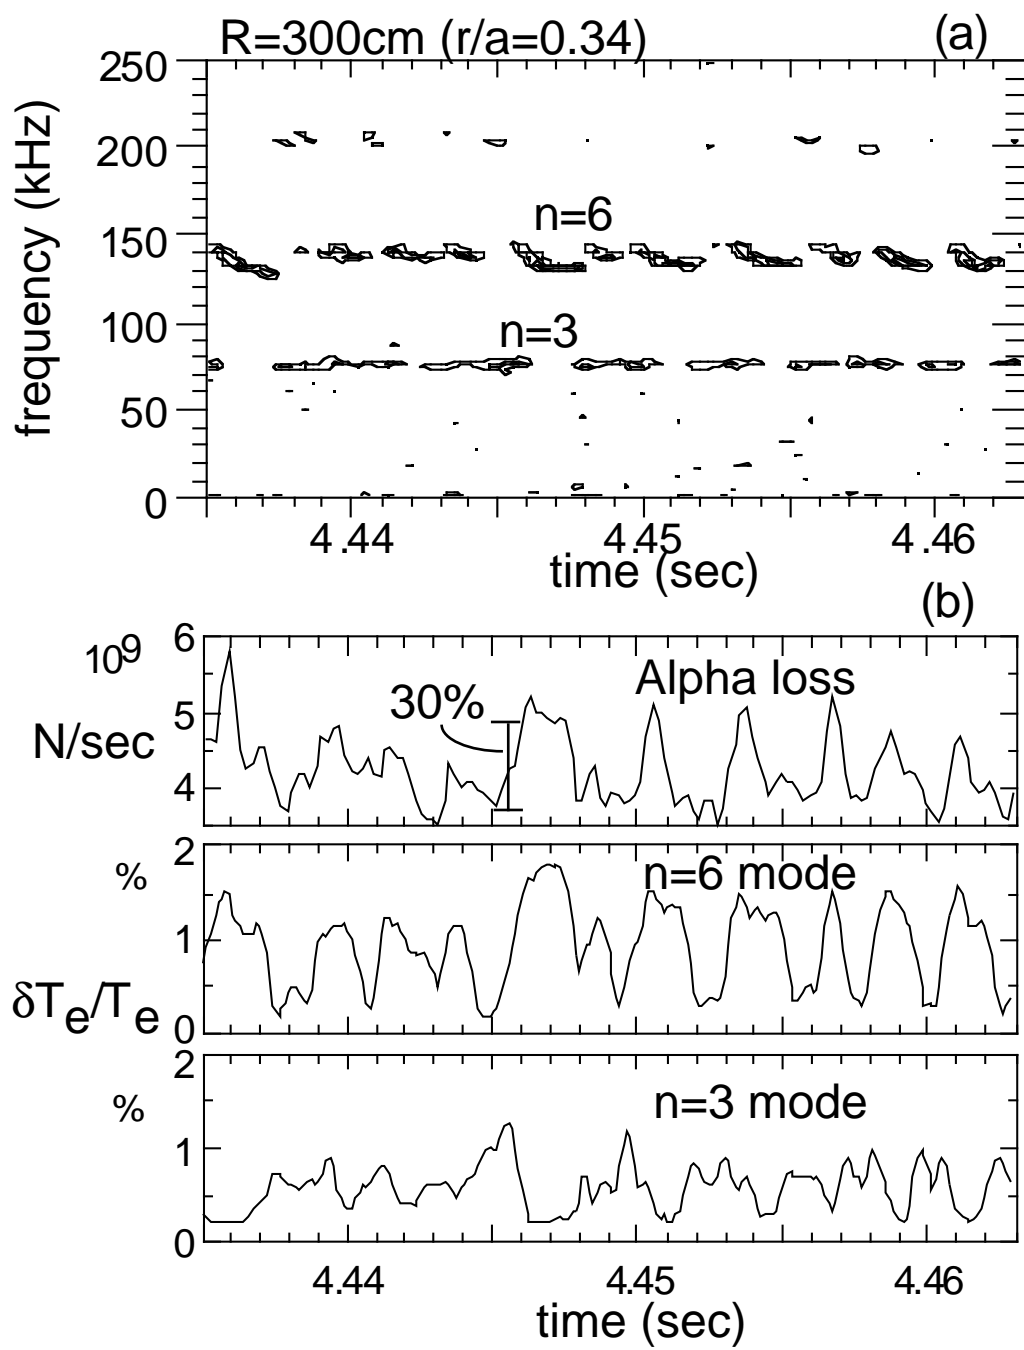 R=300cm (r/a=0.34)
(a)
250
200
150
100
50
0
frequency (kHz)
n=6
n=3
4.44
4.45
4.46
time (sec)
(b)
6
5
4
10⁹
N/sec
30%
Alpha loss
2
1
0
%
n=6 mode
δTe/Te
2
1
0
%
n=3 mode
4.44
4.45
4.46
time (sec)